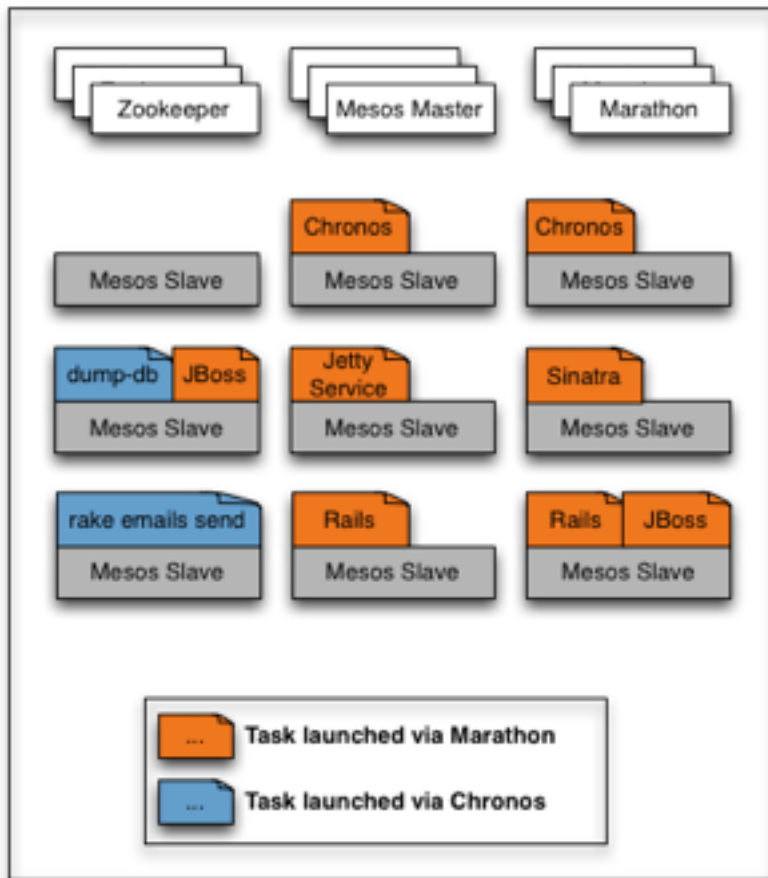 Zookeeper
Mesos Master
Marathon
Chronos
Chronos
Mesos Slave
Mesos Slave
Mesos Slave
dump-db
JBoss
Jetty
Service
Sinatra
Mesos Slave
Mesos Slave
Mesos Slave
rake emails send
Rails
Rails
JBoss
Mesos Slave
Mesos Slave
Mesos Slave
... Task launched via Marathon
... Task launched via Chronos